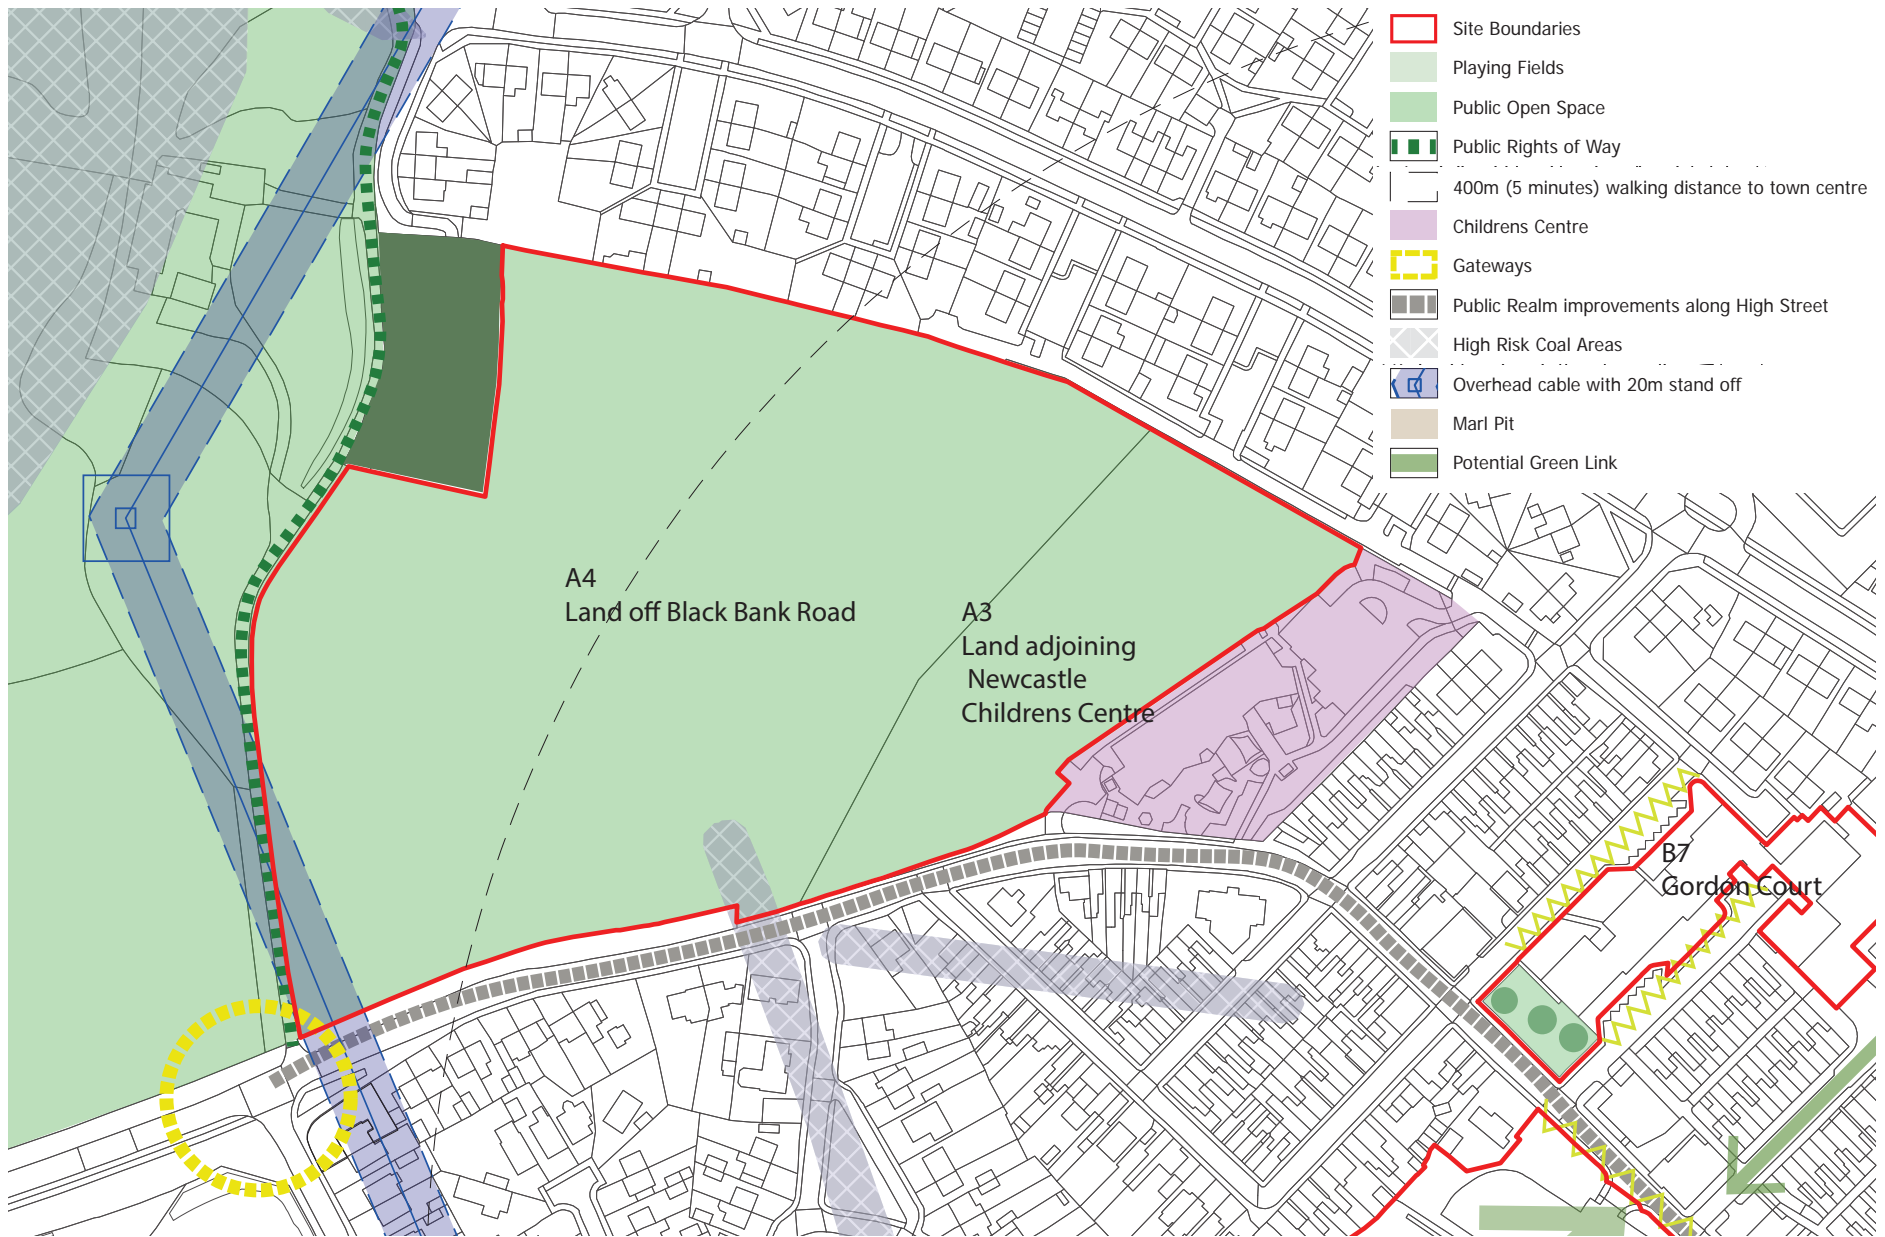 Site Boundaries
Playing Fields
Public Open Space
Public Rights of Way
400m (5 minutes) walking distance to town centre
Childrens Centre
Gateways
Public Realm improvements along High Street
High Risk Coal Areas
Overhead cable with 20m stand off
Marl Pit
Potential Green Link
A4
Land off Black Bank Road
A3
Land adjoining
Newcastle
Childrens Centre
B7
Gordon Court